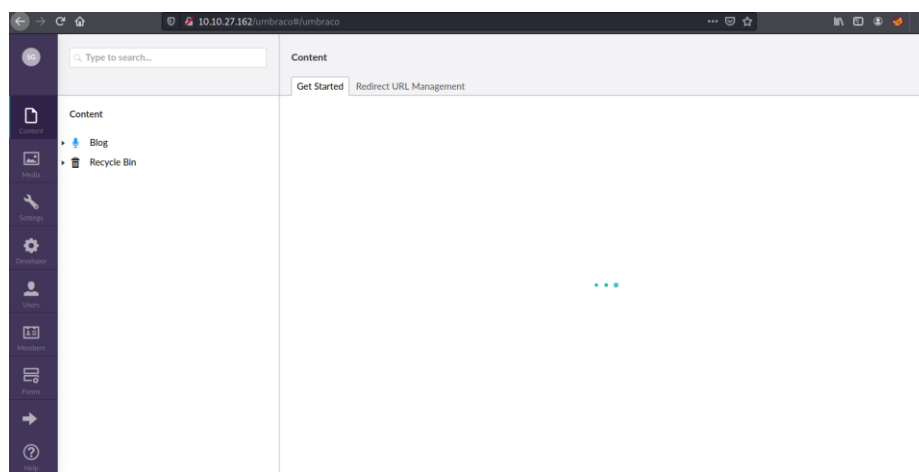 10.10.27.162/umbraco#/umbraco
SG
Type to search...
Content
Get Started
Redirect URL Management
Content
Blog
Recycle Bin
Content
Media
Settings
Developer
Users
Members
Forms
Help